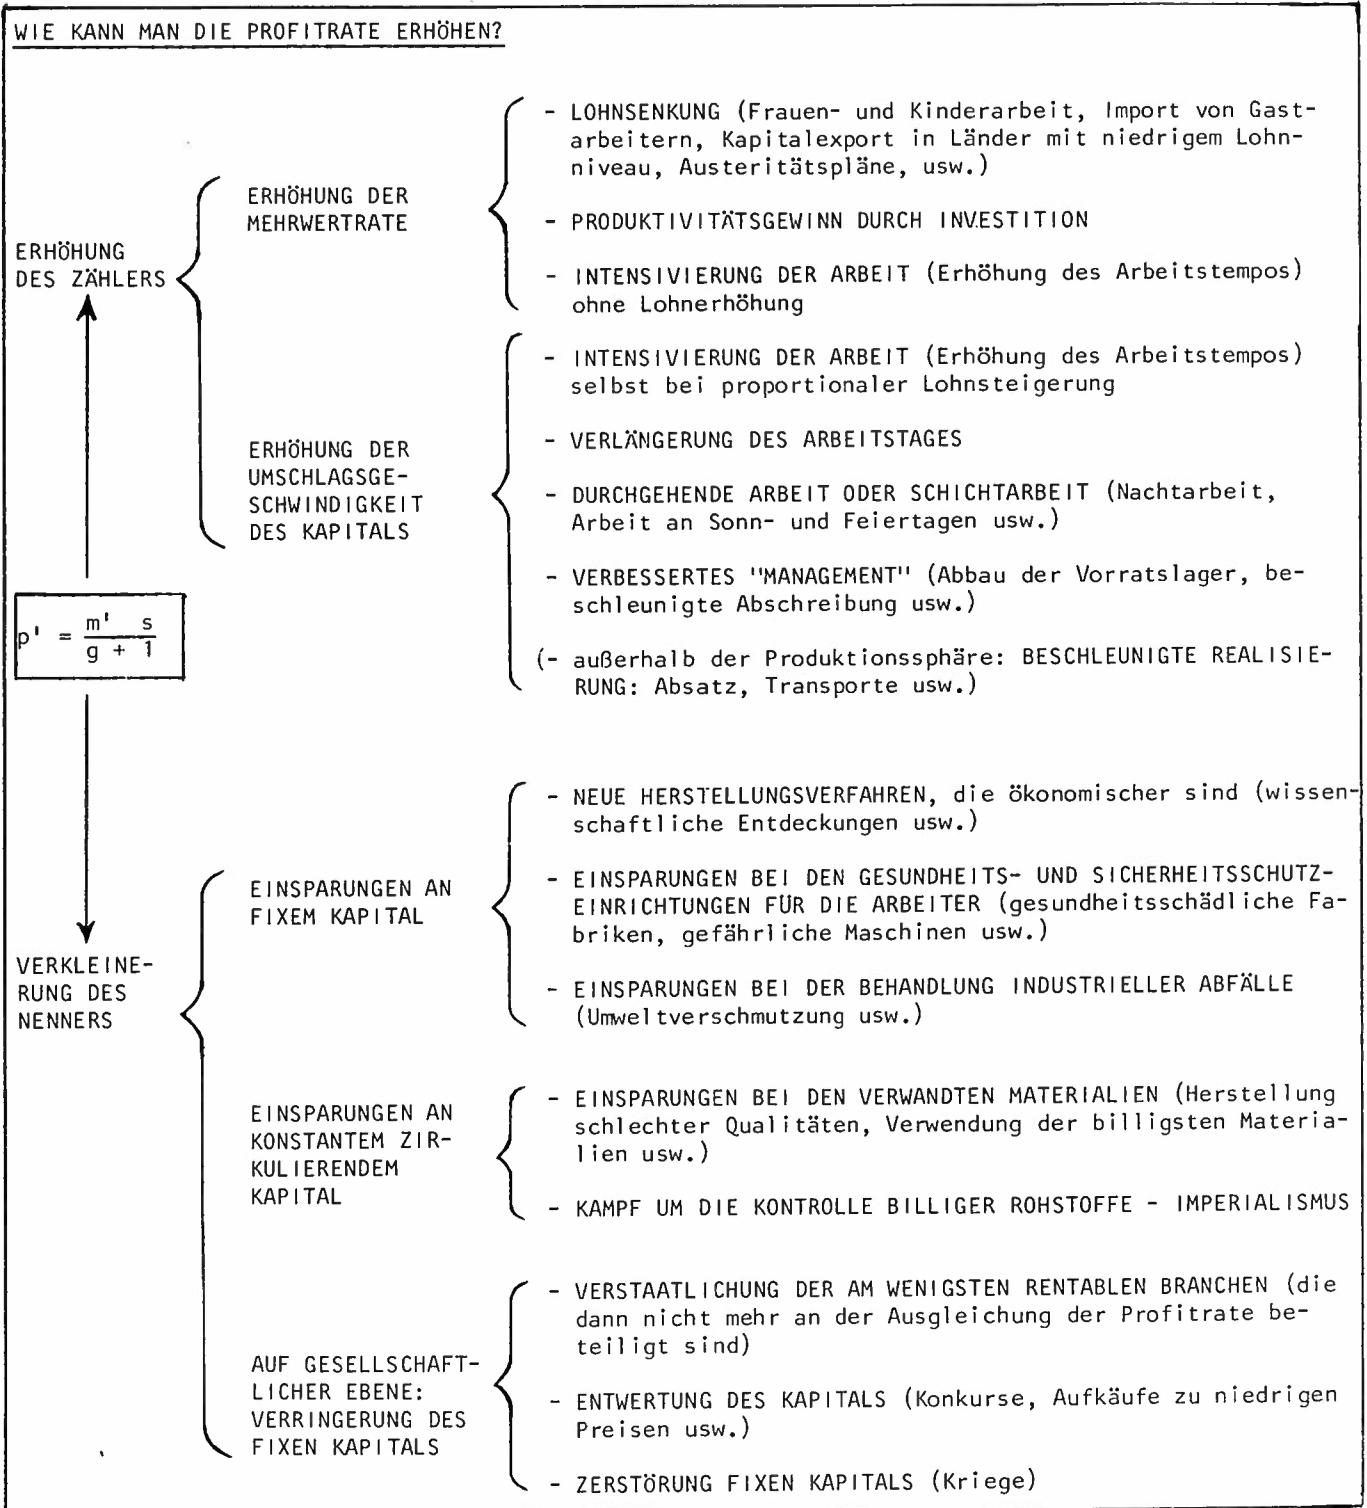 WIE KANN MAN DIE PROFITRATE ERHÖHEN?
ERHÖHUNG
DES ZÄHLERS
ERHÖHUNG DER
MEHRWERTRATE
- LOHNSENKUNG (Frauen- und Kinderarbeit, Import von Gast-
arbeitern, Kapitalexport in Länder mit niedrigem Lohn-
niveau, Austeritätspläne, usw.)
- PRODUKTIVITÄTSGEWINN DURCH INVESTITION
- INTENSIVIERUNG DER ARBEIT (Erhöhung des Arbeitstempos)
ohne Lohnerhöhung
ERHÖHUNG DER
UMSCHLAGSGE-
SCHWINDIGKEIT
DES KAPITALS
- INTENSIVIERUNG DER ARBEIT (Erhöhung des Arbeitstempos)
selbst bei proportionaler Lohnsteigerung
- VERLÄNGERUNG DES ARBEITSTAGES
- DURCHGEHENDE ARBEIT ODER SCHICHTARBEIT (Nachtarbeit,
Arbeit an Sonn- und Feiertagen usw.)
- VERBESSERTES "MANAGEMENT" (Abbau der Vorratslager, be-
schleunigte Abschreibung usw.)
(- außerhalb der Produktionssphäre: BESCHLEUNIGTE REALISIE-
RUNG: Absatz, Transporte usw.)
p' = m' s
g + 1
VERKLEINE-
RUNG DES
NENNERS
EINSPARUNGEN AN
FIXEM KAPITAL
- NEUE HERSTELLUNGSVERFAHREN, die ökonomischer sind (wissen-
schaftliche Entdeckungen usw.)
- EINSPARUNGEN BEI DEN GESUNDHEITS- UND SICHERHEITSSCHUTZ-
EINRICHTUNGEN FÜR DIE ARBEITER (gesundheitsschädliche Fa-
briken, gefährliche Maschinen usw.)
- EINSPARUNGEN BEI DER BEHANDLUNG INDUSTRIELLER ABFÄLLE
(Umweltverschmutzung usw.)
EINSPARUNGEN AN
KONSTANTEM ZIR-
KULIERENDEM
KAPITAL
- EINSPARUNGEN BEI DEN VERWANDTEN MATERIALIEN (Herstellung
schlechter Qualitäten, Verwendung der billigsten Materia-
lien usw.)
- KAMPF UM DIE KONTROLLE BILLIGER ROHSTOFFE - IMPERIALISMUS
AUF GESELLSCHAFT-
LICHER EBENE:
VERRINGERUNG DES
FIXEN KAPITALS
- VERSTAATLICHUNG DER AM WENIGSTEN RENTABLEN BRANCHEN (die
dann nicht mehr an der Ausgleichung der Profitrate be-
teiligt sind)
- ENTWERTUNG DES KAPITALS (Konkurse, Aufkäufe zu niedrigen
Preisen usw.)
- ZERSTÖRUNG FIXEN KAPITALS (Kriege)